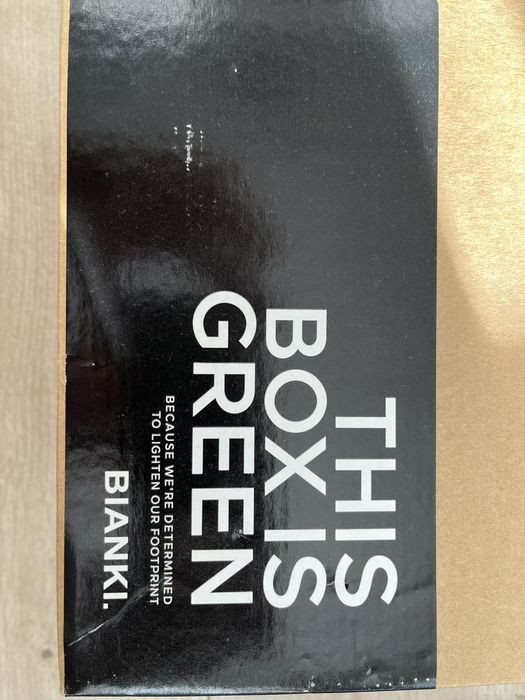 THIS
BOX IS
GREEN
BECAUSE WE'RE DETERMINED
TO LIGHTEN OUR FOOTPRINT
BIANKI.